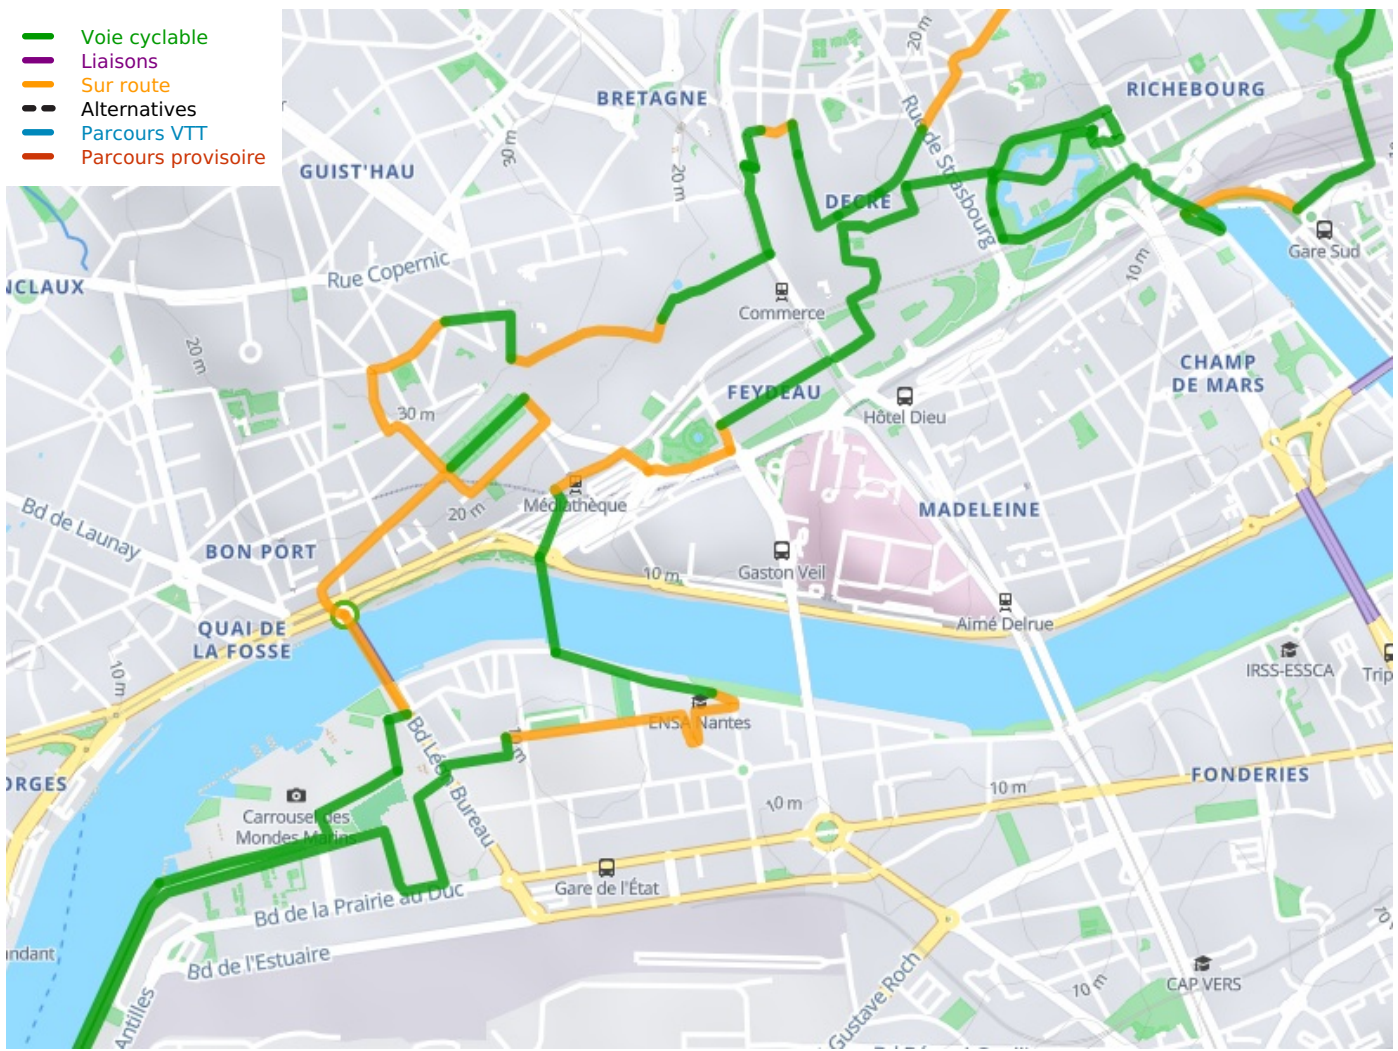 Voie cyclable
Liaisons
Sur route
Alternatives
Parcours VTT
Parcours provisoire
20 m
BRETAGNE
RICHEBOURG
Rue de Strasbourg
30 m
GUIST'HAU
20 m
DECRÉ
Gare Sud
Rue Copernic
NCLAUX
10 m
Commerce
20 m
CHAMP
DE MARS
FEYDEAU
30 m
Hôtel Dieu
Médiathèque
20 m
MADELEINE
Bd de Launay
BON PORT
10 m
Gaston Veil
Aimé Delrue
QUAI DE
LA FOSSE
IRSS-ESSCA
Trip
10 m
ENSA Nantes
Bd Léon Bureau
ORGES
FONDERIES
10 m
10 m
Carrousel des
Mondes Marins
Gare de l'État
Bd de la Prairie au Duc
andant
Bd de l'Estuaire
CAP VERS
10 m
Gustave Roch
Antilles